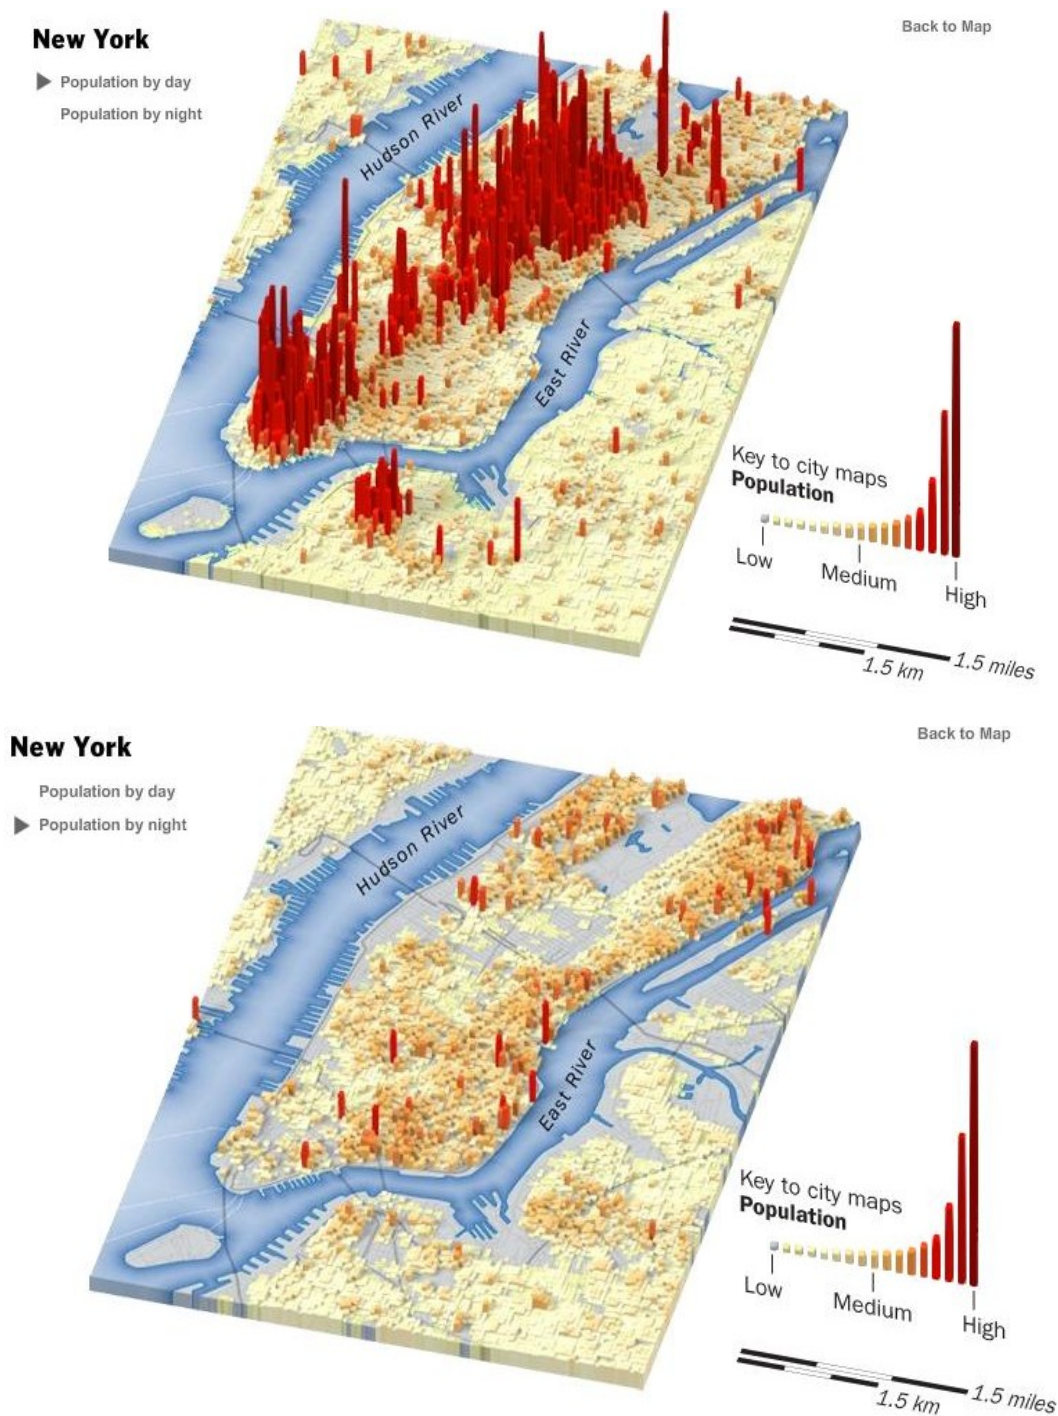 New York
Back to Map
Population by day
Population by night
Hudson River
East River
Key to city maps
Population
Low
Medium
High
1.5 miles
1.5 km
New York
Back to Map
Population by day
Population by night
Hudson River
East River
Key to city maps
Population
Low
Medium
High
1.5 miles
1.5 km